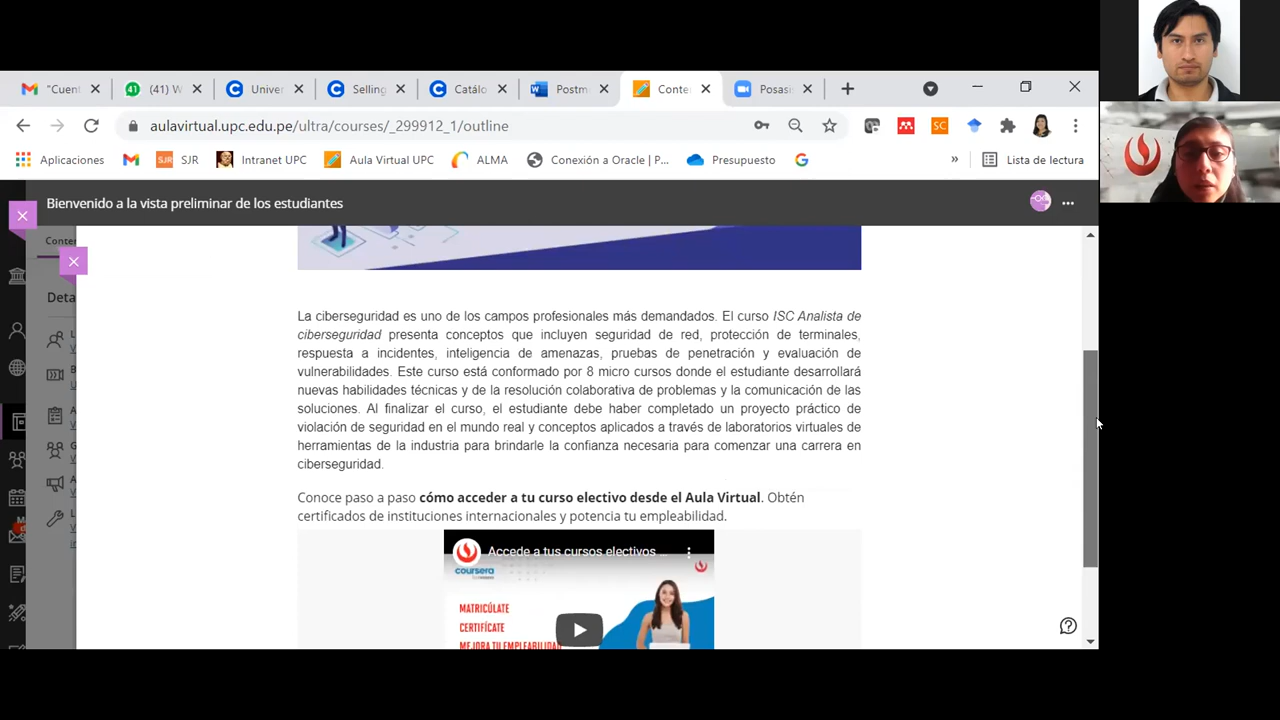 "Cuent
(41) W
Univer
Selling
Catálo
Postm
Conte
Posasi
aulavirtual.upc.edu.pe/ultra/courses/_299912_1/outline
Aplicaciones
SJR
Intranet UPC
Aula Virtual UPC
ALMA
Conexión a Oracle | P...
Presupuesto
»
Lista de lectura
Bienvenido a la vista preliminar de los estudiantes
Conter
Deta
La ciberseguridad es uno de los campos profesionales más demandados. El curso ISC Analista de
ciberseguridad presenta conceptos que incluyen seguridad de red, protección de terminales,
respuesta a incidentes, inteligencia de amenazas, pruebas de penetración y evaluación de
vulnerabilidades. Este curso está conformado por 8 micro cursos donde el estudiante desarrollará
nuevas habilidades técnicas y de la resolución colaborativa de problemas y la comunicación de las
soluciones. Al finalizar el curso, el estudiante debe haber completado un proyecto práctico de
violación de seguridad en el mundo real y conceptos aplicados a través de laboratorios virtuales de
herramientas de la industria para brindarle la confianza necesaria para comenzar una carrera en
ciberseguridad.
Conoce paso a paso cómo acceder a tu curso electivo desde el Aula Virtual. Obtén
certificados de instituciones internacionales y potencia tu empleabilidad.
Accede a tus cursos electivos ...
coursera
MATRICÚLATE
CERTIFÍCATE
MEJORA TU EMPLEABILIDAD